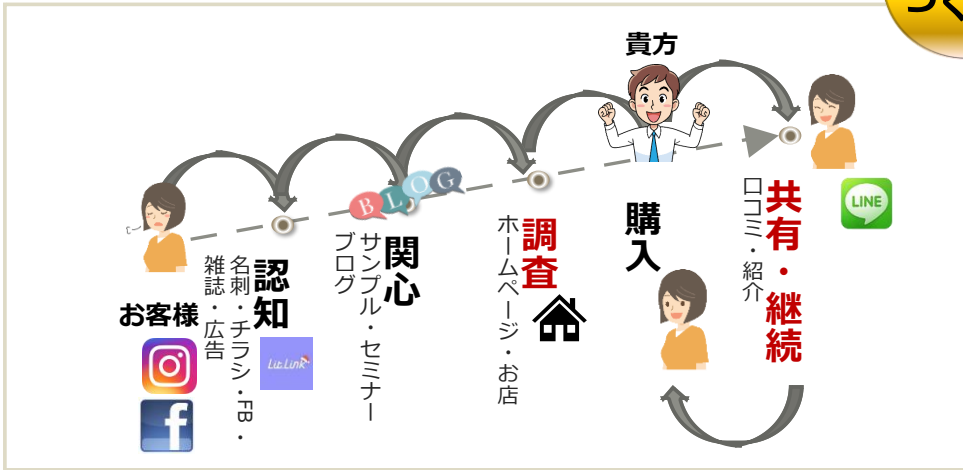 つく
貴方
お客様
認知
名刺・チラシ・FB・
雑誌・広告
Lit.Link
BLOG
関心
サンプル・セミナー
ブログ
調査
ホームページ・お店
購入
共有・継続
口コミ・紹介
LINE